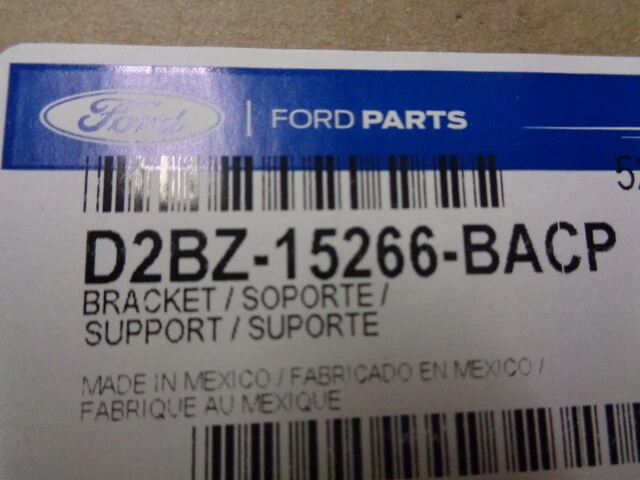 Ford | FORD PARTS
D2BZ-15266-BACP
BRACKET / SOPORTE /
SUPPORT / SUPORTE
MADE IN MEXICO / FABRICADO EN MEXICO /
FABRIQUE AU MEXIQUE